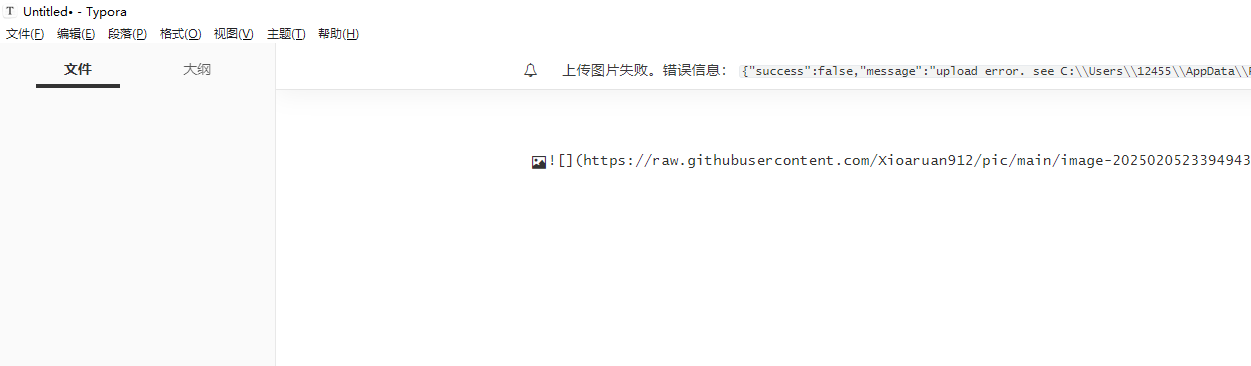 Untitled• - Typora
文件(F) 编辑(E) 段落(P) 格式(O) 视图(V) 主题(T) 帮助(H)
文件 大纲
上传图片失败。错误信息： {"success":false,"message":"upload error. see C:\\Users\\12455\\AppData\\
![](https://raw.githubusercontent.com/Xioaruan912/pic/main/image-2025020523394943